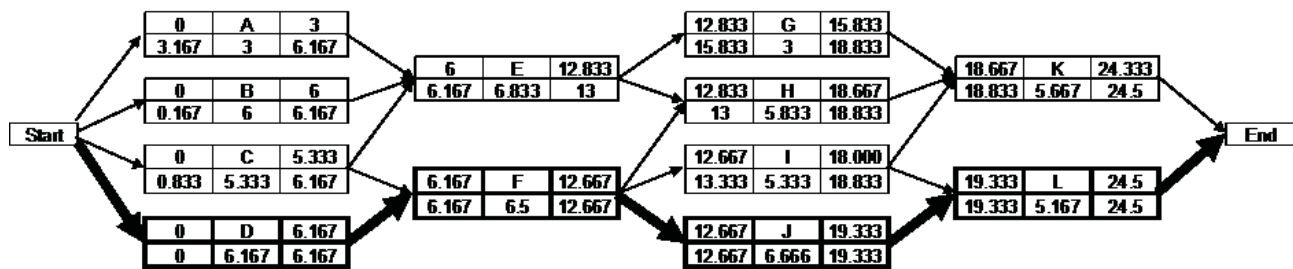 0 A 3
3.167 3 6.167
0 B 6
0.167 6 6.167
0 C 5.333
0.833 5.333 6.167
0 D 6.167
0 6.167 6.167
Start
6 E 12.833
6.167 6.833 13
6.167 F 12.667
6.167 6.5 12.667
12.833 G 15.833
15.833 3 18.833
12.833 H 18.667
13 5.833 18.833
12.667 I 18.000
13.333 5.333 18.833
12.667 J 19.333
12.667 6.666 19.333
18.667 K 24.333
18.833 5.667 24.5
19.333 L 24.5
19.333 5.167 24.5
End